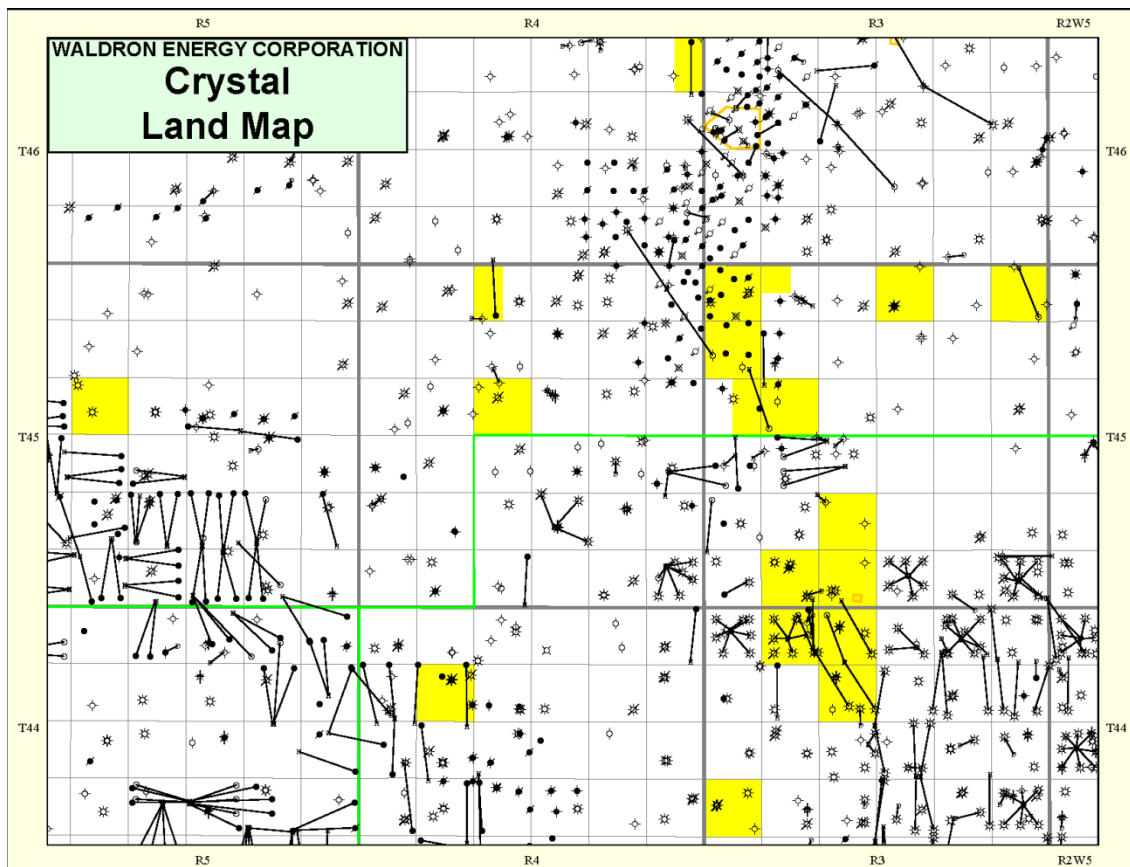 R5 R4 R3 R2W5
WALDRON ENERGY CORPORATION
Crystal
Land Map
T46 T46
T45 T45
T44 T44
R5 R4 R3 R2W5